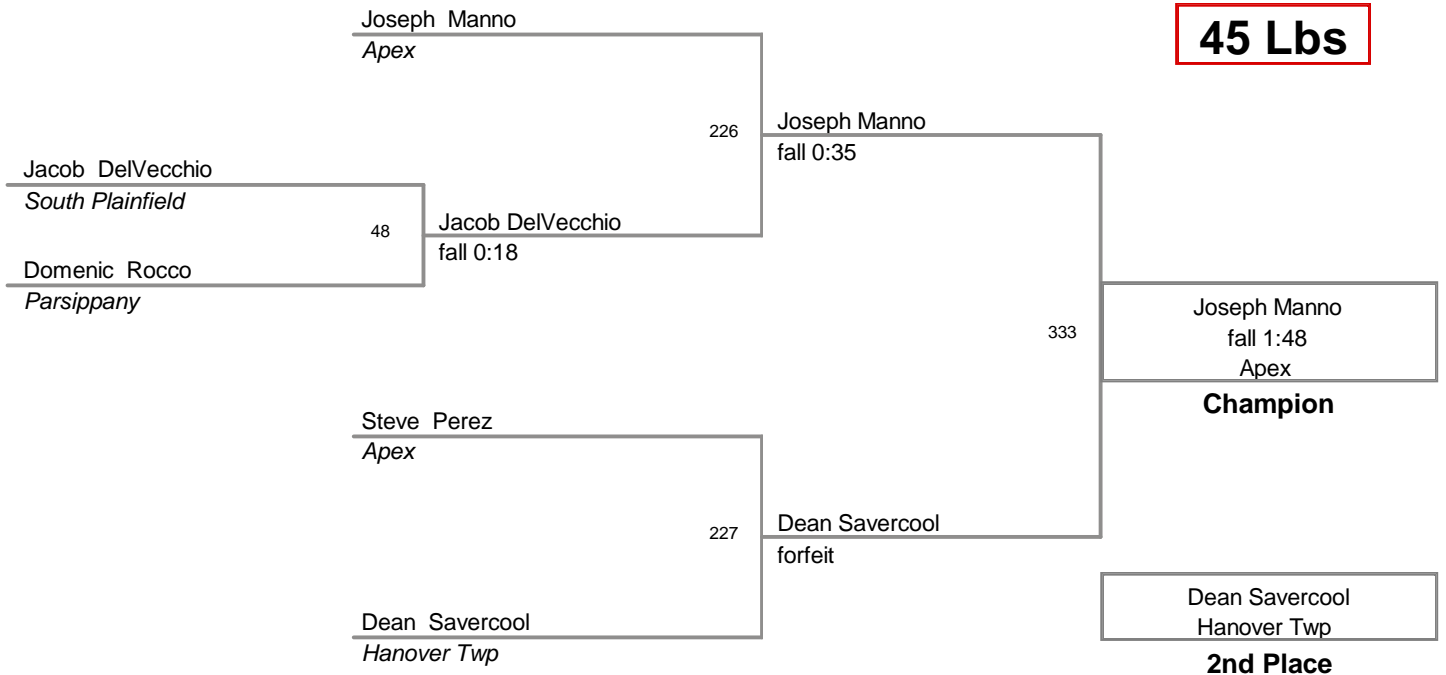 45 Lbs
Joseph Manno
Apex
226
Joseph Manno
fall 0:35
Jacob DelVecchio
South Plainfield
48
Jacob DelVecchio
fall 0:18
Domenic Rocco
Parsippany
333
Joseph Manno
fall 1:48
Apex
Champion
Steve Perez
Apex
227
Dean Savercool
forfeit
Dean Savercool
Hanover Twp
Dean Savercool
Hanover Twp
2nd Place